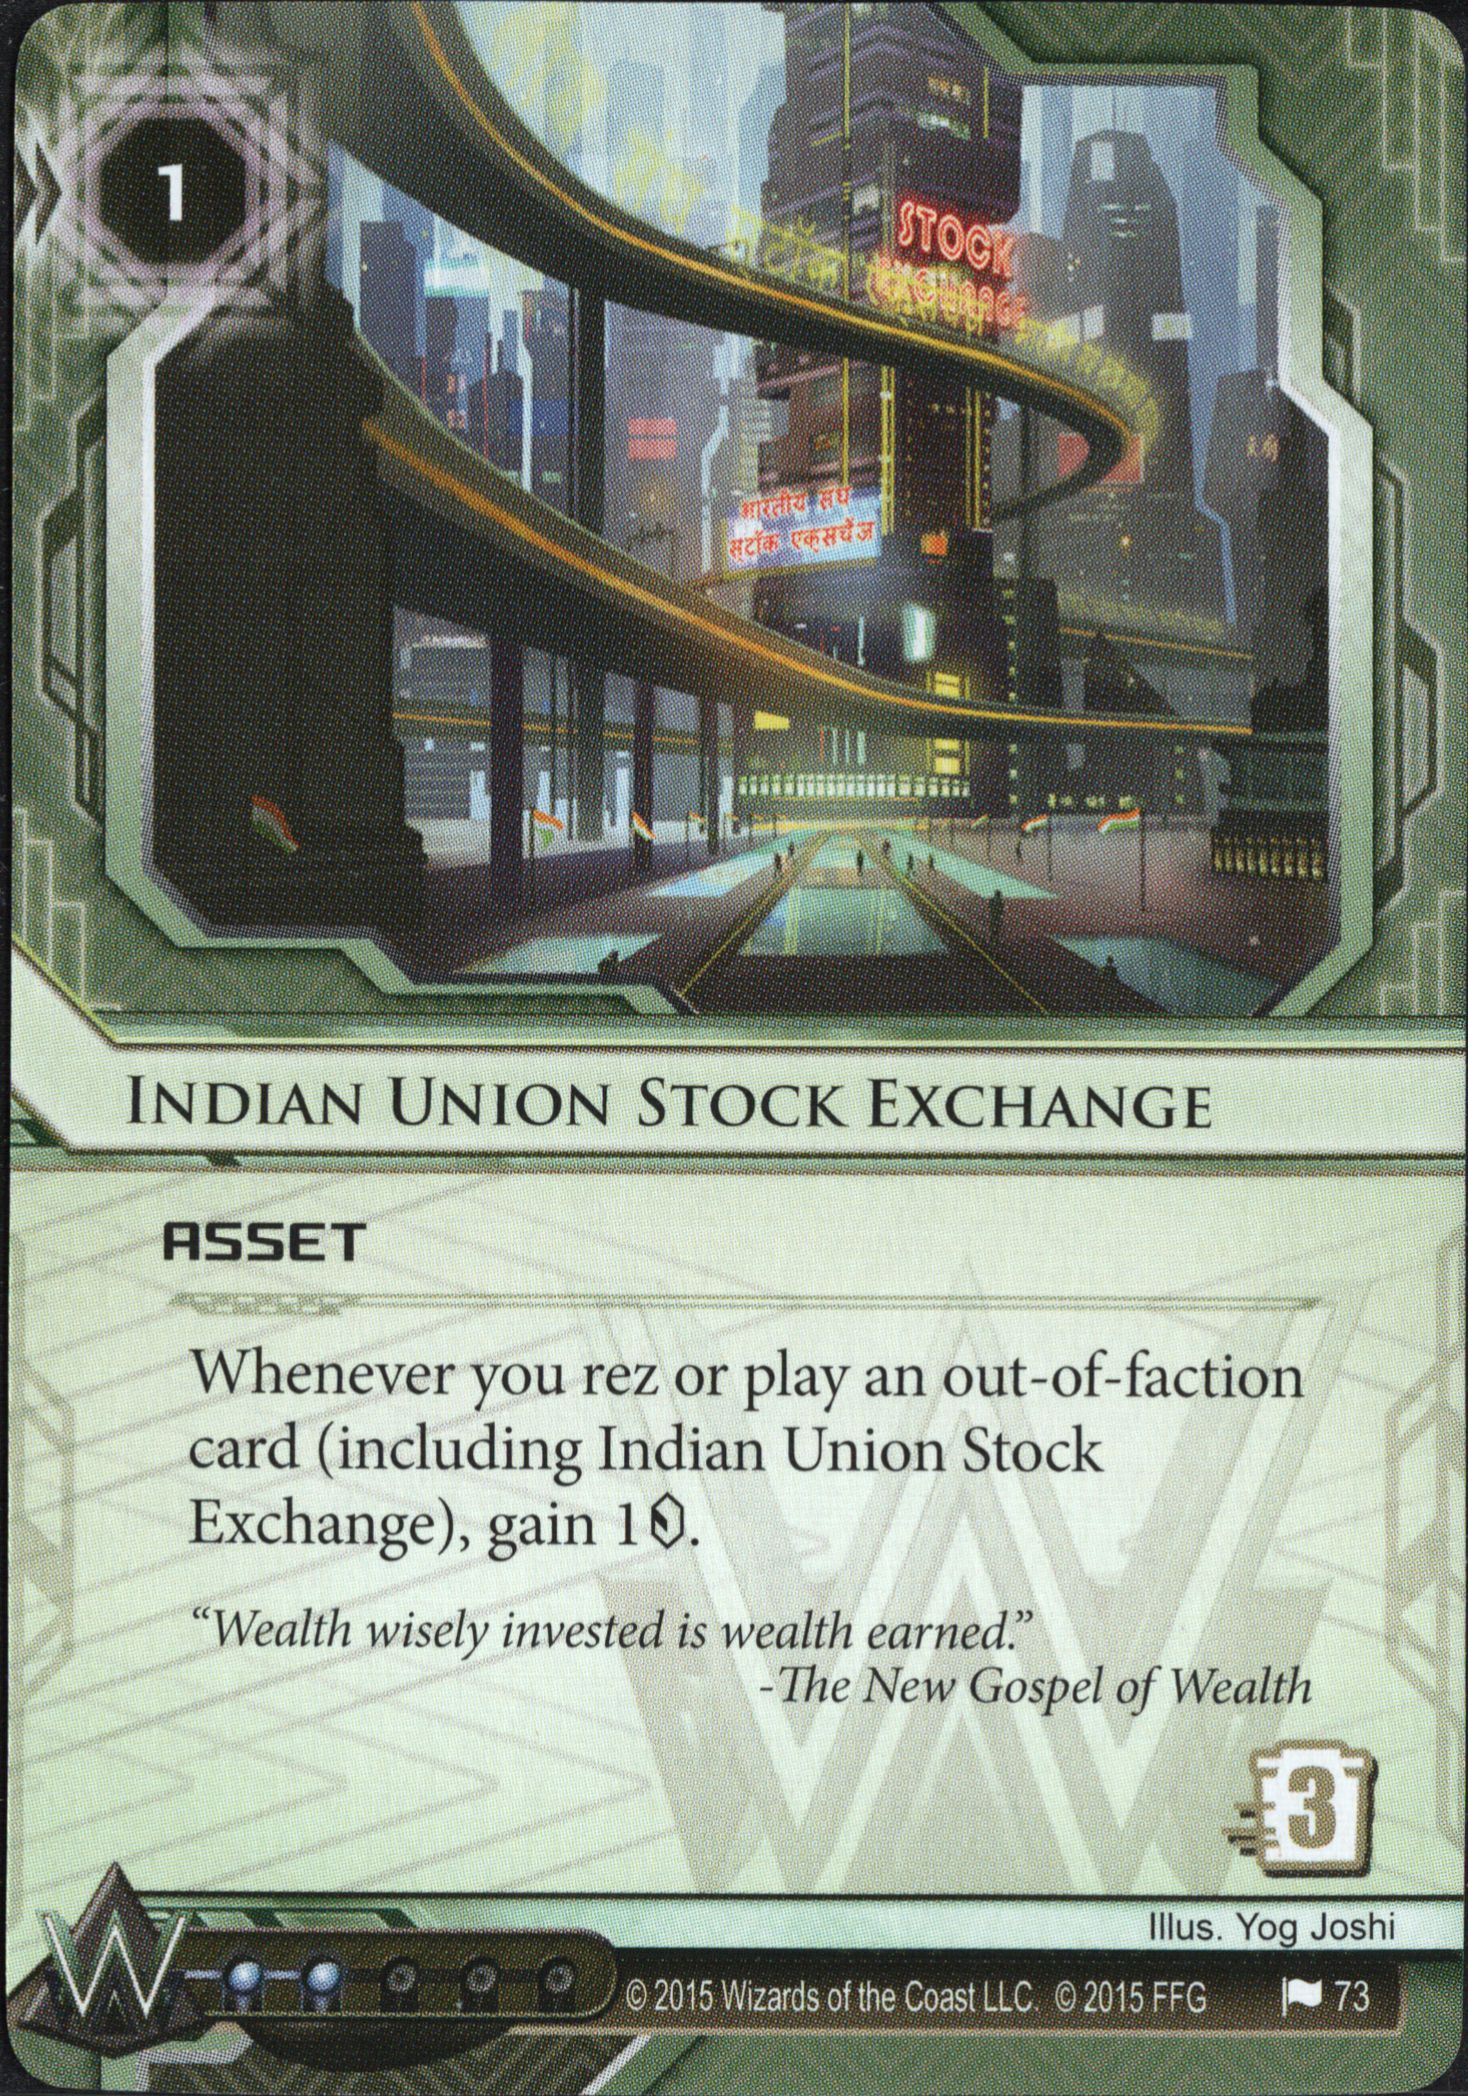 1
STOCK
EXCHANGE
भारतीय संघ
स्टॉक एक्सचेंज
INDIAN UNION STOCK EXCHANGE
ASSET
Whenever you rez or play an out-of-faction
card (including Indian Union Stock
Exchange), gain 1.
“Wealth wisely invested is wealth earned.”
-The New Gospel of Wealth
3
Illus. Yog Joshi
W
© 2015 Wizards of the Coast LLC. © 2015 FFG 73